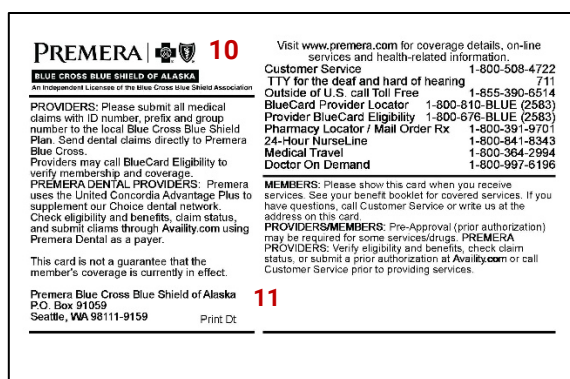 PREMERA
10
BLUE CROSS BLUE SHIELD OF ALASKA
An Independent Licensee of the Blue Cross Blue Shield Association
PROVIDERS: Please submit all medical
claims with ID number, prefix and group
number to the local Blue Cross Blue Shield
Plan. Send dental claims directly to Premera
Blue Cross.
Providers may call BlueCard Eligibility to
verify membership and coverage.
PREMERA DENTAL PROVIDERS: Premera
uses the United Concordia Advantage Plus to
supplement our Choice dental network.
Check eligibility and benefits, claim status,
and submit cliams through Availity.com using
Premera Dental as a payer.
This card is not a guarantee that the
member's coverage is currently in effect.
Premera Blue Cross Blue Shield of Alaska
P.O. Box 91059
Seattle, WA 98111-9159 Print Dt
11
Visit www.premera.com for coverage details, on-line
services and health-related information.
Customer Service 1-800-508-4722
TTY for the deaf and hard of hearing 711
Outside of U.S. call Toll Free 1-855-390-6514
BlueCard Provider Locator 1-800-810-BLUE (2583)
Provider BlueCard Eligibility 1-800-676-BLUE (2583)
Pharmacy Locator / Mail Order Rx 1-800-391-9701
24-Hour NurseLine 1-800-841-8343
Medical Travel 1-800-364-2994
Doctor On Demand 1-800-997-6196
MEMBERS: Please show this card when you receive
services. See your benefit booklet for covered services. If you
have questions, call Customer Service or write us at the
address on this card.
PROVIDERS/MEMBERS: Pre-Approval (prior authorization)
may be required for some services/drugs. PREMERA
PROVIDERS: Verify eligibility and benefits, check claim
status, or submit a prior authorization at Availity.com or call
Customer Service prior to providing services.